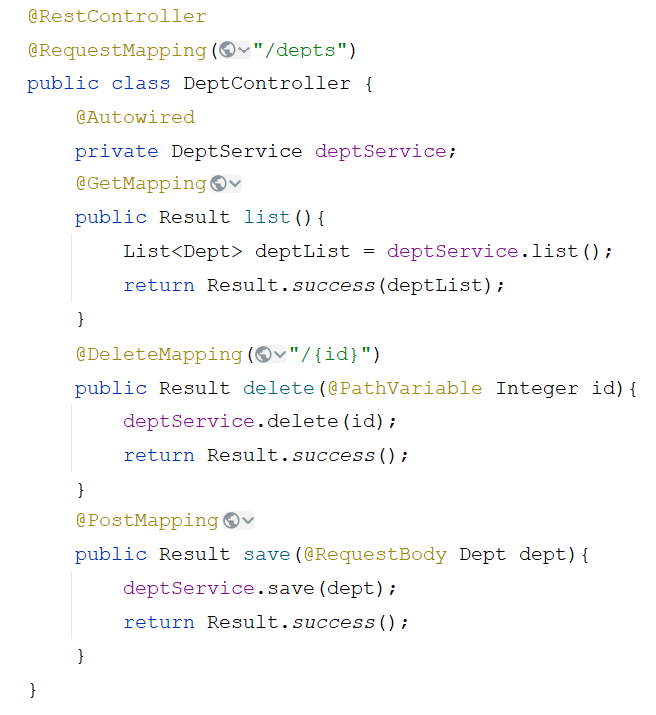 @RestController
@RequestMapping("/depts")
public class DeptController {
@Autowired
private DeptService deptService;
@GetMapping
public Result list(){
List<Dept> deptList = deptService.list();
return Result.success(deptList);
}
@DeleteMapping("/{id}")
public Result delete(@PathVariable Integer id){
deptService.delete(id);
return Result.success();
}
@PostMapping
public Result save(@RequestBody Dept dept){
deptService.save(dept);
return Result.success();
}
}